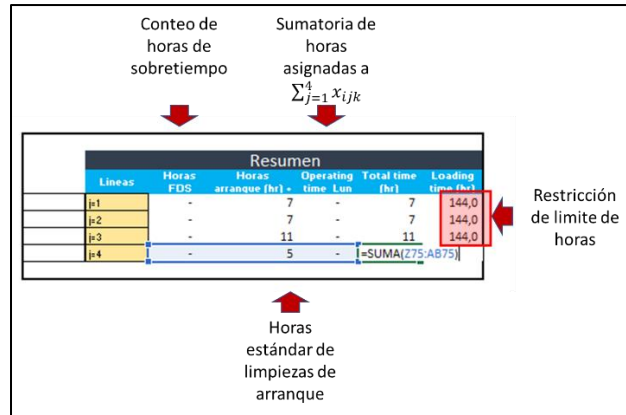 Conteo de
horas de
sobretiempo
Sumatoria de
horas
asignadas a
∑⁴ⱼ₌₁ xᵢⱼₖ
Resumen
Lineas Horas FDS Horas arranque (hr) Operating time Lun Total time (hr) Loading time (hr)
j=1 - 7 - 7 144,0
j=2 - 7 - 7 144,0
j=3 - 11 - 11 144,0
j=4 - 5 - =SUMA(Z75:AB75)
Restricción
de limite de
horas
Horas
estándar de
limpiezas de
arranque